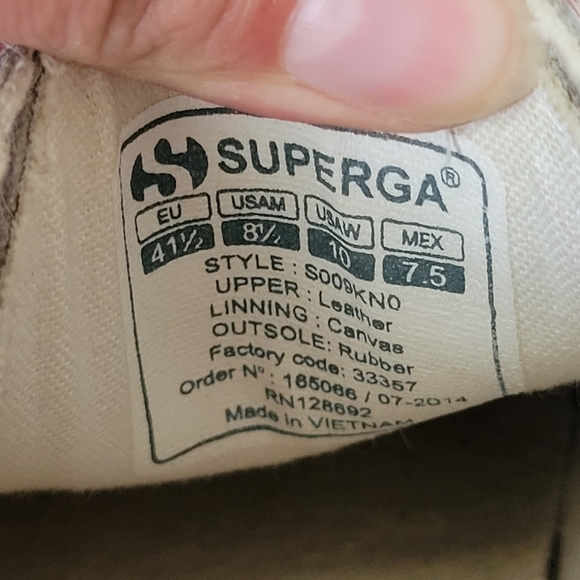 SUPERGA®
EU USAM USAW MEX
41½ 8½ 10 7.5
STYLE : S009KN0
UPPER : Leather
LINNING : Canvas
OUTSOLE: Rubber
Factory code: 33357
Order Nº : 165066 / 07-2014
RN128692
Made in VIETNAM